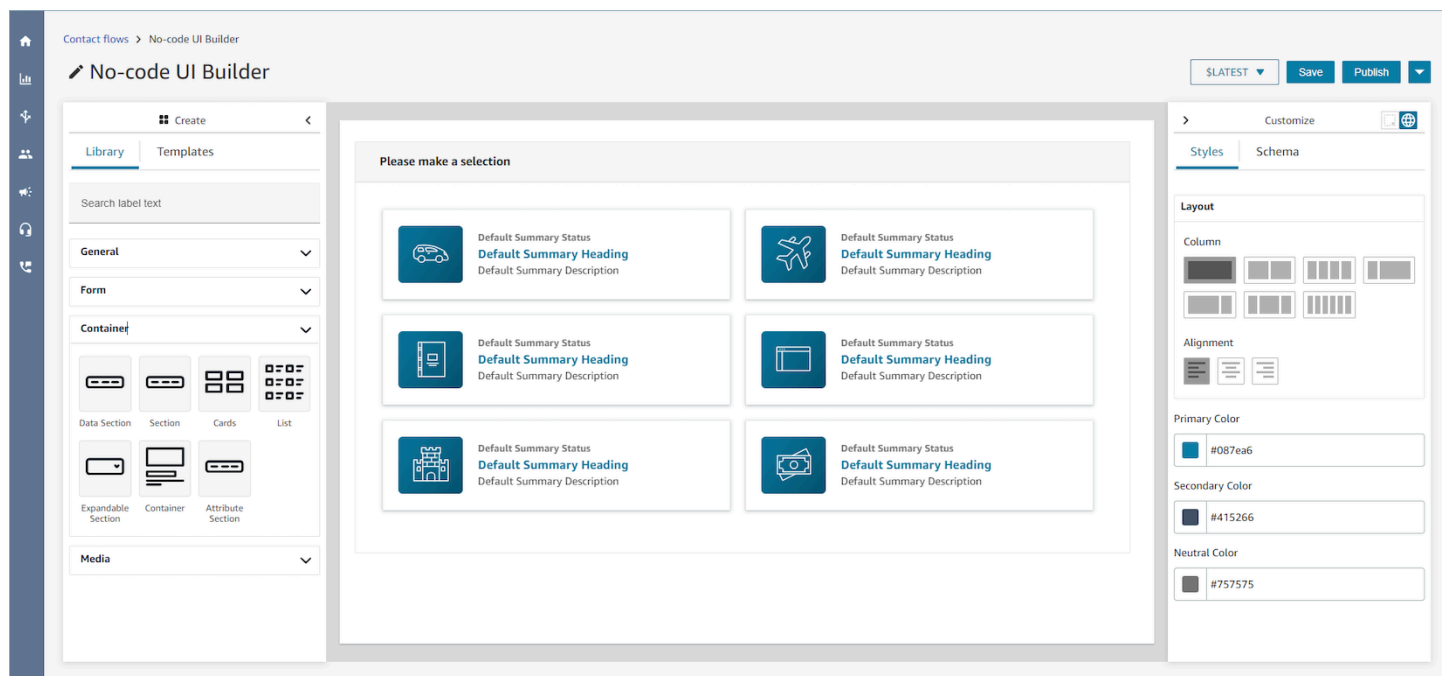 Contact flows > No-code UI Builder
No-code UI Builder
$LATEST
Save
Publish
Create
Library
Templates
Search label text
General
Form
Container
Data Section
Section
Cards
List
Expandable
Section
Container
Attribute
Section
Media
Please make a selection
Default Summary Status
Default Summary Heading
Default Summary Description
Default Summary Status
Default Summary Heading
Default Summary Description
Default Summary Status
Default Summary Heading
Default Summary Description
Default Summary Status
Default Summary Heading
Default Summary Description
Default Summary Status
Default Summary Heading
Default Summary Description
Default Summary Status
Default Summary Heading
Default Summary Description
Customize
Styles
Schema
Layout
Column
Alignment
Primary Color
#087ea6
Secondary Color
#415266
Neutral Color
#757575